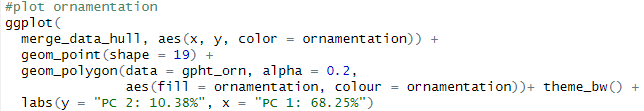 #plot ornamentation
ggplot(
merge_data_hull, aes(x, y, color = ornamentation)) +
geom_point(shape = 19) +
geom_polygon(data = gpht_orn, alpha = 0.2,
aes(fill = ornamentation, colour = ornamentation))+ theme_bw() +
labs(y = "PC 2: 10.38%", x = "PC 1: 68.25%")